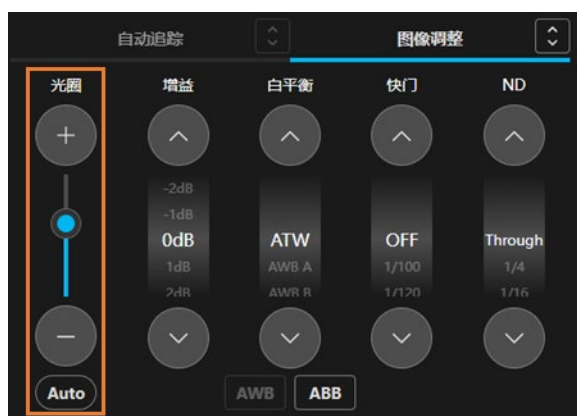 自动追踪 图像调整
光圈 增益 白平衡 快门 ND
-2dB
-1dB
0dB ATW OFF Through
1dB AWB A 1/100 1/4
2dB AWB B 1/120 1/16
Auto AWB ABB